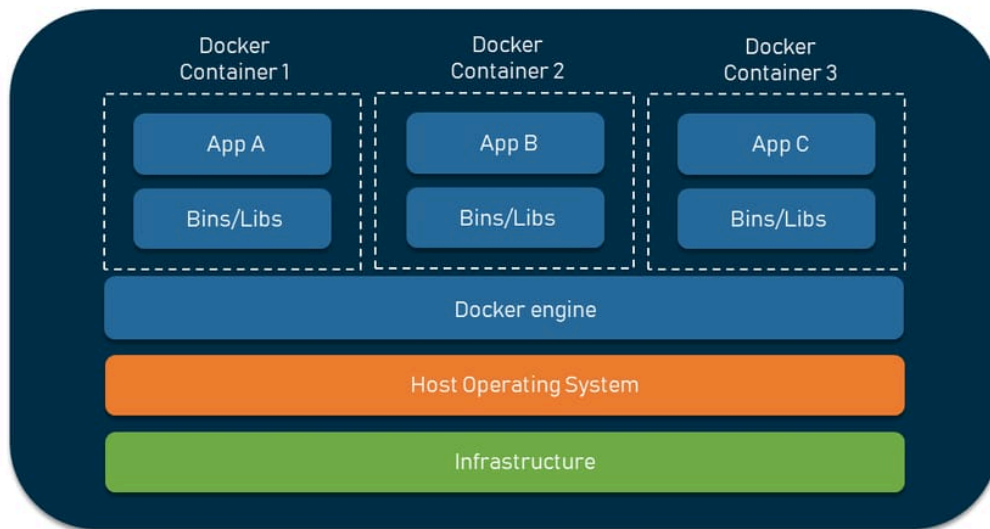 Docker
Container 1
Docker
Container 2
Docker
Container 3
App A
App B
App C
Bins/Libs
Bins/Libs
Bins/Libs
Docker engine
Host Operating System
Infrastructure